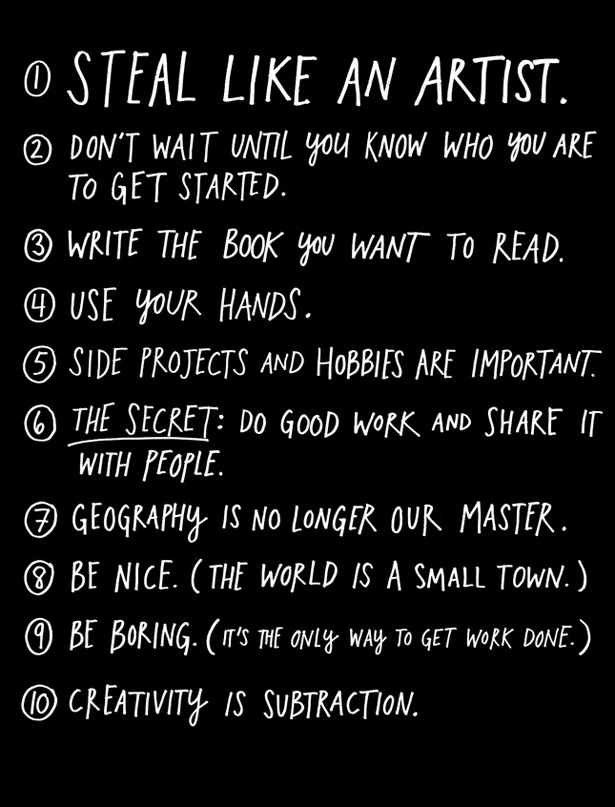 ① STEAL LIKE AN ARTIST.
② DON'T WAIT UNTIL YOU KNOW WHO YOU ARE
TO GET STARTED.
③ WRITE THE BOOK YOU WANT TO READ.
④ USE YOUR HANDS.
⑤ SIDE PROJECTS AND HOBBIES ARE IMPORTANT.
⑥ THE SECRET: DO GOOD WORK AND SHARE IT
WITH PEOPLE.
⑦ GEOGRAPHY IS NO LONGER OUR MASTER.
⑧ BE NICE. (THE WORLD IS A SMALL TOWN.)
⑨ BE BORING. (IT'S THE ONLY WAY TO GET WORK DONE.)
⑩ CREATIVITY IS SUBTRACTION.